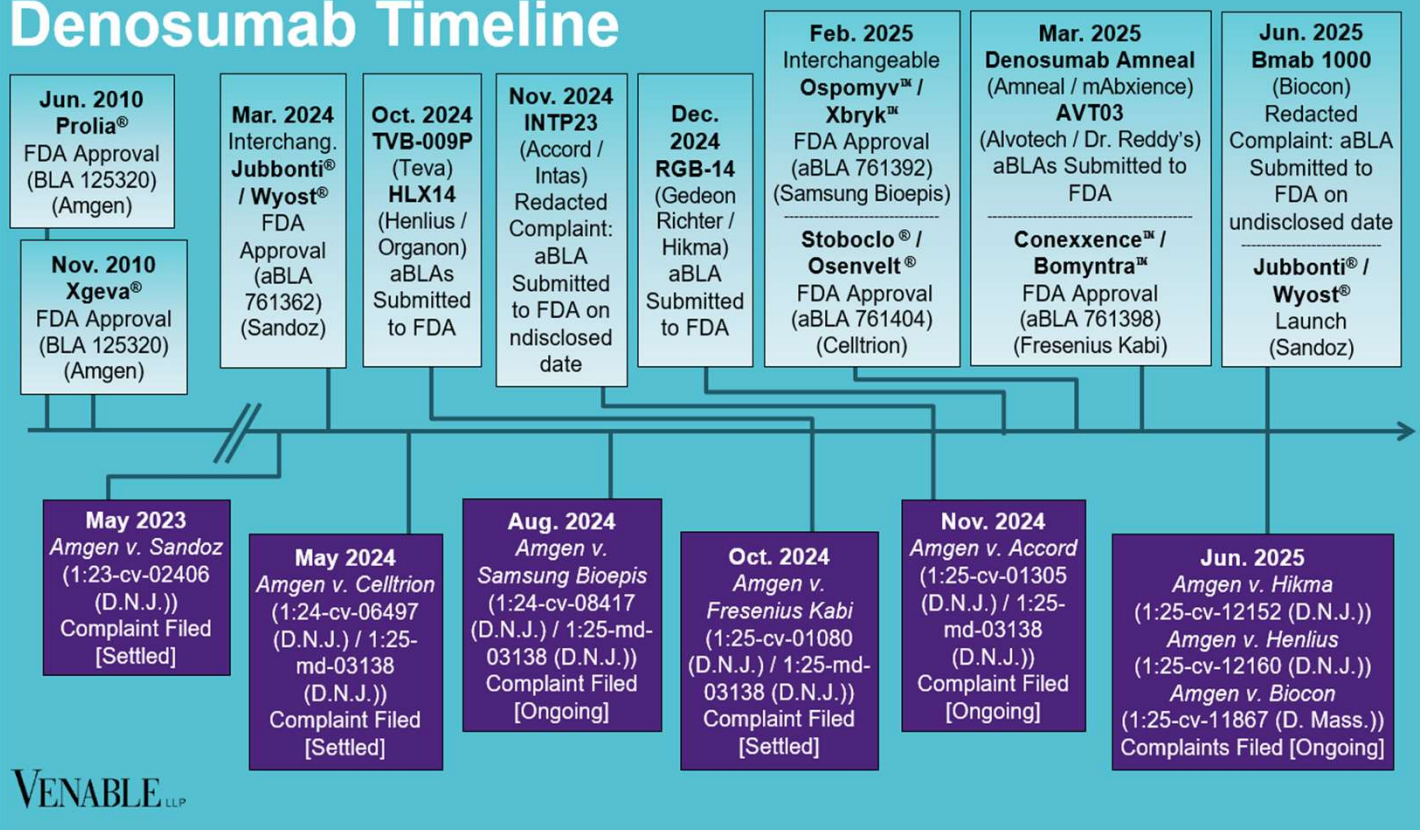 Denosumab Timeline
Jun. 2010
Prolia®
FDA Approval
(BLA 125320)
(Amgen)
Nov. 2010
Xgeva®
FDA Approval
(BLA 125320)
(Amgen)
Mar. 2024
Interchang.
Jubbonti®
/ Wyost®
FDA
Approval
(aBLA
761362)
(Sandoz)
Oct. 2024
TVB-009P
(Teva)
HLX14
(Henlius /
Organon)
aBLAs
Submitted
to FDA
Nov. 2024
INTP23
(Accord /
Intas)
Redacted
Complaint:
aBLA
Submitted
to FDA on
ndisclosed
date
Dec.
2024
RGB-14
(Gedeon
Richter /
Hikma)
aBLA
Submitted
to FDA
Feb. 2025
Interchangeable
Ospomyv™ /
Xbryk™
FDA Approval
(aBLA 761392)
(Samsung Bioepis)
Stoboclo ® /
Osenvelt ®
FDA Approval
(aBLA 761404)
(Celltrion)
Mar. 2025
Denosumab Amneal
(Amneal / mAbxience)
AVT03
(Alvotech / Dr. Reddy's)
aBLAs Submitted to
FDA
Conexxence™ /
Bomyntra™
FDA Approval
(aBLA 761398)
(Fresenius Kabi)
Jun. 2025
Bmab 1000
(Biocon)
Redacted
Complaint: aBLA
Submitted to
FDA on
undisclosed date
Jubbonti® /
Wyost®
Launch
(Sandoz)
May 2023
Amgen v. Sandoz
(1:23-cv-02406
(D.N.J.))
Complaint Filed
[Settled]
May 2024
Amgen v. Celltrion
(1:24-cv-06497
(D.N.J.) / 1:25-
md-03138
(D.N.J.))
Complaint Filed
[Settled]
Aug. 2024
Amgen v.
Samsung Bioepis
(1:24-cv-08417
(D.N.J.) / 1:25-md-
03138 (D.N.J.))
Complaint Filed
[Ongoing]
Oct. 2024
Amgen v.
Fresenius Kabi
(1:25-cv-01080
(D.N.J.) / 1:25-md-
03138 (D.N.J.))
Complaint Filed
[Settled]
Nov. 2024
Amgen v. Accord
(1:25-cv-01305
(D.N.J.) / 1:25-
md-03138
(D.N.J.))
Complaint Filed
[Ongoing]
Jun. 2025
Amgen v. Hikma
(1:25-cv-12152 (D.N.J.))
Amgen v. Henlius
(1:25-cv-12160 (D.N.J.))
Amgen v. Biocon
(1:25-cv-11867 (D. Mass.))
Complaints Filed [Ongoing]
VENABLE LLP